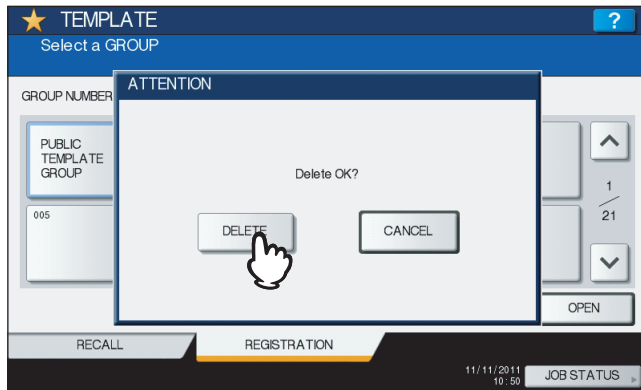 TEMPLATE
?
Select a GROUP
GROUP NUMBER
ATTENTION
PUBLIC
TEMPLATE
GROUP
Delete OK?
1
21
005
DELETE
CANCEL
OPEN
RECALL
REGISTRATION
11/11/2011
10:50
JOB STATUS